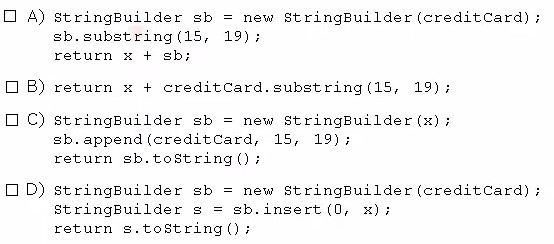 A) StringBuilder sb = new StringBuilder(creditCard);
sb.substring(15, 19);
return x + sb;
B) return x + creditCard.substring(15, 19);
C) StringBuilder sb = new StringBuilder(x);
sb.append(creditCard, 15, 19);
return sb.toString();
D) StringBuilder sb = new StringBuilder(creditCard);
StringBuilder s = sb.insert(0, x);
return s.toString();